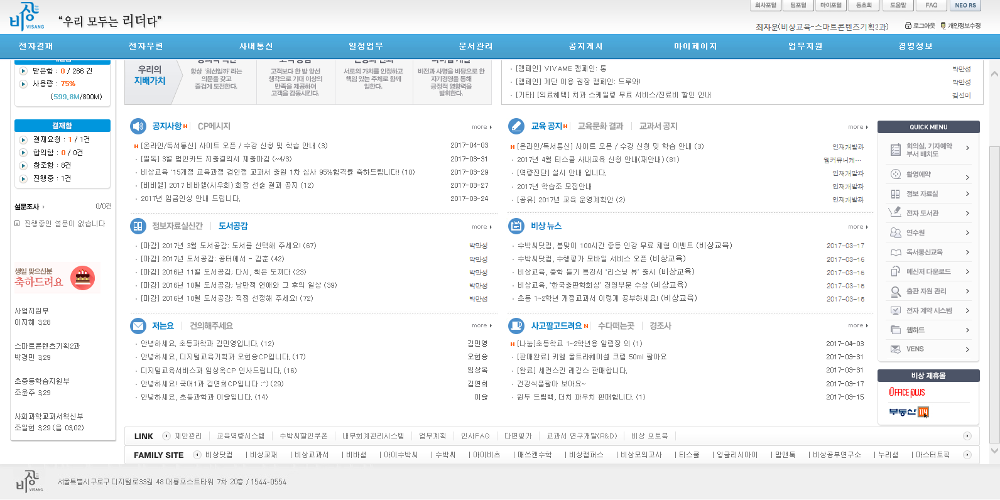 회사포털 팀포털 마이포털 동호회 도움말 FAQ NEO RS
비상 VISANG
“우리 모두는 리더다”
최자운(비상교육-스마트콘텐츠기획2과) 로그아웃 개인정보수정
전자결재 전자우편 사내통신 일정업무 문서관리 공지게시 마이페이지 업무지원 경영정보
받은함 : 0 / 266 건
사용량 : 75%
(599.8M/800M)
결재함
결재요청 : 1 / 1건
합의함 : 0 / 0건
참조함 : 8건
진행중 : 1건
설문조사 0/0건
진행중인 설문이 없습니다
생일 맞으신분
축하드려요
사업지원부
이지혜 3,28
스마트콘텐츠기획2과
박경민 3,29
초중등학습지원부
조윤주 3,29
사회과학교과서혁신부
조일현 3,29 (음 03,02)
우리의
지배가치
항상 '최선일까' 라는
의문을 갖고
즐겁게 도전한다.
고객보다 한 발 앞선
생각으로 기대 이상의
만족을 제공하여
고객을 감동시킨다.
서로의 가치를 인정하고
책임 있는 주체로 함께
일한다.
비전과 사명을 바탕으로 한
자기경영을 통해
긍정적 영향력을
발휘한다.
[캠페인] VIVAME 캠페인: 통 박만성
[캠페인] 계단 이용 권장 캠페인: 드루와! 박만성
[기타] [의료혜택] 치과 스케일링 무료 서비스/진료비 할인 안내 김선미
공지사항 N CP메시지 more
N [온라인/독서통신] 사이트 오픈 / 수강 신청 및 학습 안내 (3) 2017-04-03
[필독] 3월 법인카드 지출결의서 제출마감 (~4/3) 2017-03-31
비상교육 '15개정 교육과정 검인정 교과서 출원 1차 심사 95%합격률 축하드립니다! (10) 2017-03-29
[비바웰] 2017 비바웰(사우회) 회장 선출 결과 공지 (12) 2017-03-27
2017년 임금인상 안내 드립니다. 2017-03-24
교육 공지 N 교육문화 결과 교과서 공지 more
N [온라인/독서통신] 사이트 오픈 / 수강 신청 및 학습 안내 (3) 인재개발과
2017년 4월 티스쿨 사내교육 신청 안내(재안내) (81) 웰커뮤니케…
[역량진단] 실시 안내 입니다. 인재개발과
2017년 학습조 모집안내 인재개발과
[공유] 2017년 교육 운영계획안 (2) 인재개발과
정보자료실신간 도서공감 more
[마감] 2017년 3월 도서공감: 도서를 선택해 주세요! (67) 박만성
[마감] 2017년 도서공감: 공터에서 - 김훈 (42) 박만성
[마감] 2016년 11월 도서공감; 다시, 책은 도끼다 (23) 박만성
[마감] 2016년 10월 도서공감; 낭만적 연애와 그 후의 일상 (39) 박만성
[마감] 2016년 10월 도서공감; 직접 선정해 주세요! (72) 박만성
비상 뉴스 more
수박씨닷컴, 봄맞이 100시간 중등 인강 무료 체험 이벤트 (비상교육) 2017-03-17
수박씨닷컴, 수행평가 모바일 서비스 오픈 (비상교육) 2017-03-16
비상교육, 중학 듣기 특강서 '리스닝 뷰' 출시 (비상교육) 2017-03-16
비상교육, '한국출판학회상' 경영부문 수상 (비상교육) 2017-03-16
초등 1~2학년 개정교과서 이렇게 공부하세요! (비상교육) 2017-03-16
저는요 건의해주세요 more
안녕하세요. 초등과학과 김민영입니다. (12) 김민영
안녕하세요, 디지털교육기획과 오현승CP입니다. (17) 오현승
디지털교육서비스과 임상옥CP 인사드립니다. (16) 임상옥
안녕하세요! 국어1과 김연희CP입니다 :^) (29) 김연희
안녕하세요, 초등과학과 이슬입니다. (14) 이슬
사고팔고드려요 N 수다떠는곳 경조사 more
N [나눔]초등학교 1~2학년용 알림장 외 (1) 2017-04-03
[판매완료] 키엘 울트라훼이셜 크림 50ml 팔아요 2017-03-31
[완료] 세컨스킨 레깅스 판매합니다. 2017-03-31
건강식품팔아 보아요~ 2017-03-17
원두 드립백, 더치 파우치 판매합니다. (1) 2017-03-15
QUICK MENU
회의실, 기자예약
부서 배치도
촬영예약
정보 자료실
전자 도서관
연수원
독서통신교육
메신저 다운로드
출판 자원 관리
전자 계약 시스템
웹하드
VENS
비상 제휴몰
OFFICE PLUS
부동산114
LINK 제안관리 교육역량시스템 수박씨할인쿠폰 내부회계관리시스템 업무계획 인사FAQ 다면평가 교과서 연구개발(R&D) 비상 포토북
FAMILY SITE 비상닷컴 | 비상교재 | 비상교과서 | 비바샘 | 아이수박씨 | 수박씨 | 아이비츠 | 매쓰캔수학 | 비상캠퍼스 | 비상모의고사 | 티스쿨 | 잉글리시아이 | 맘앤톡 | 비상공부연구소 | 누리샘 | 마스터토픽
비상 VISANG
서울특별시 구로구 디지털로33길 48 대륭포스트타워 7차 20층 / 1544-0554